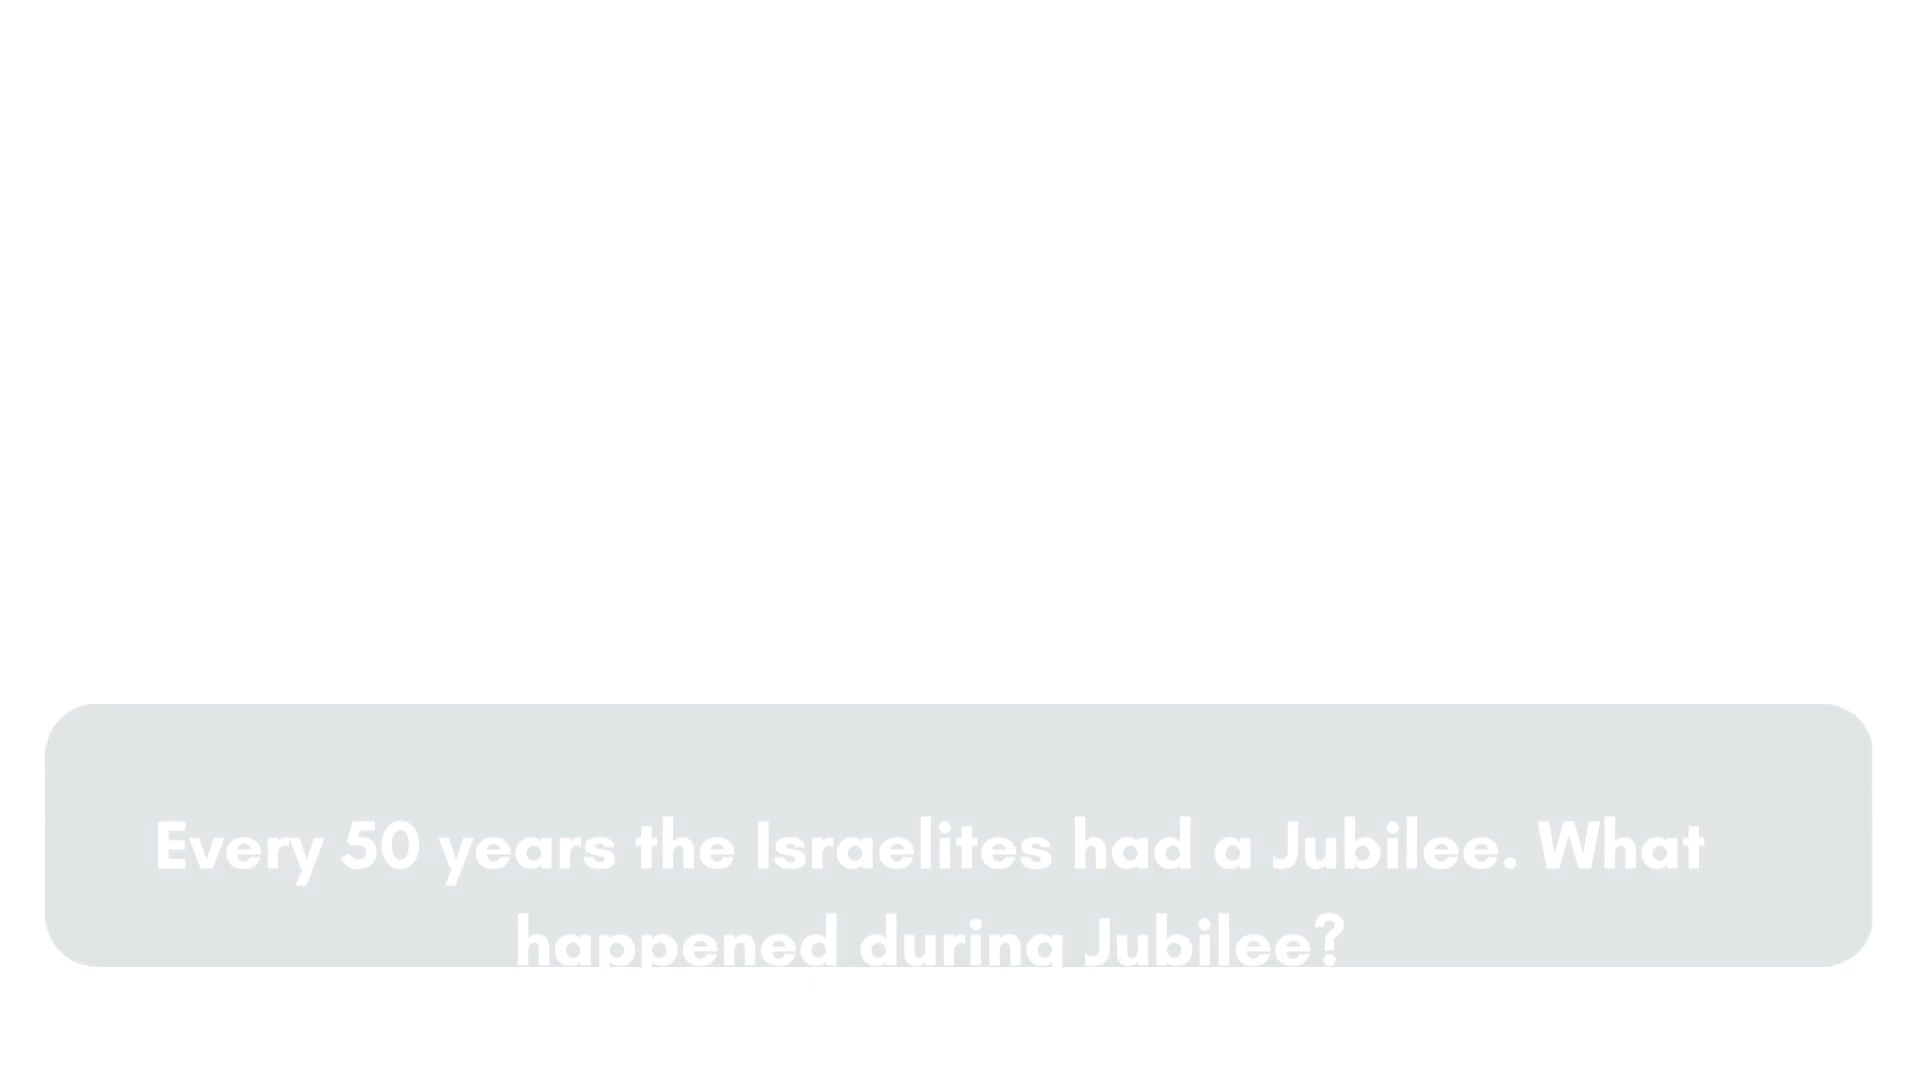 Every 50 years the Israelites had a Jubilee. What
happened during Jubilee?